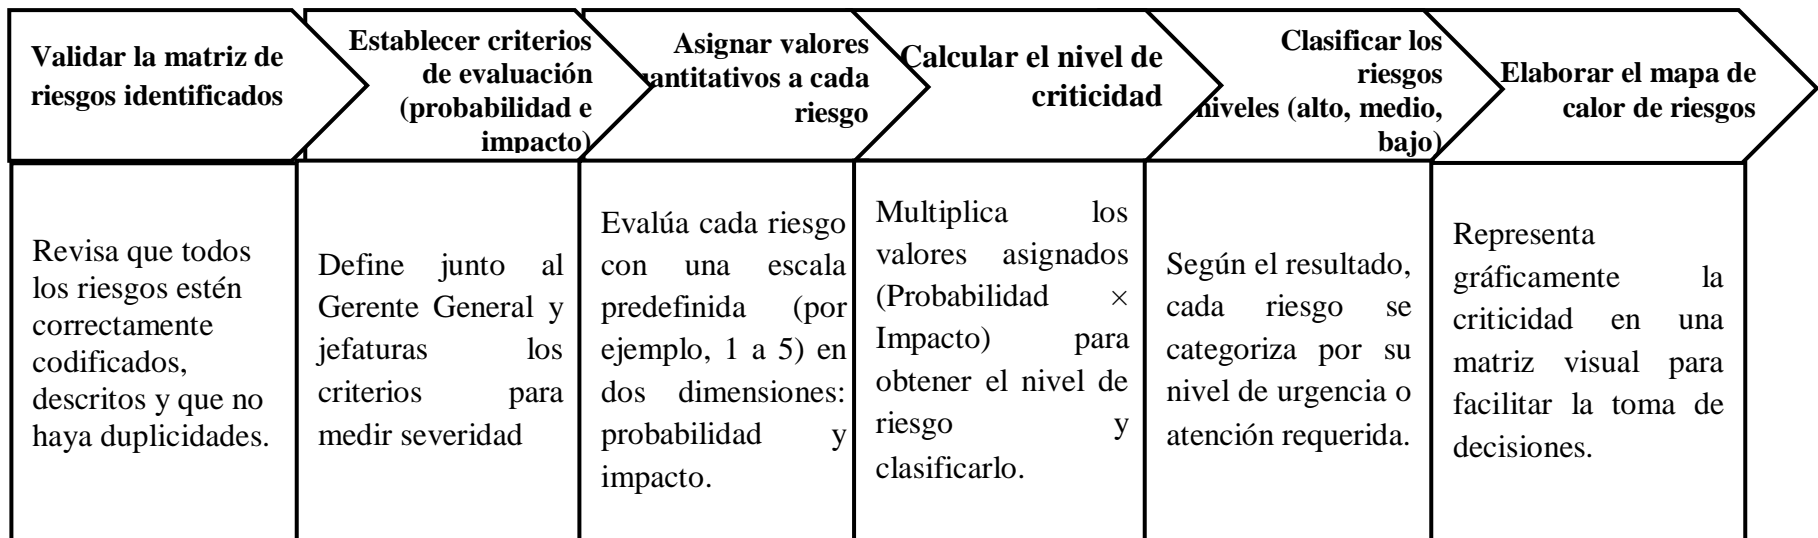 Validar la matriz de
riesgos identificados
Establecer criterios
de evaluación
(probabilidad e
impacto)
Asignar valores
uantitativos a cada
riesgo
Calcular el nivel de
criticidad
Clasificar los
riesgos
niveles (alto, medio,
bajo)
Elaborar el mapa de
calor de riesgos
Revisa que todos
los riesgos estén
correctamente
codificados,
descritos y que no
haya duplicidades.
Define junto al
Gerente General y
jefaturas los
criterios para
medir severidad
Evalúa cada riesgo
con una escala
predefinida (por
ejemplo, 1 a 5) en
dos dimensiones:
probabilidad y
impacto.
Multiplica los
valores asignados
(Probabilidad ×
Impacto) para
obtener el nivel de
riesgo y
clasificarlo.
Según el resultado,
cada riesgo se
categoriza por su
nivel de urgencia o
atención requerida.
Representa
gráficamente la
criticidad en una
matriz visual para
facilitar la toma de
decisiones.